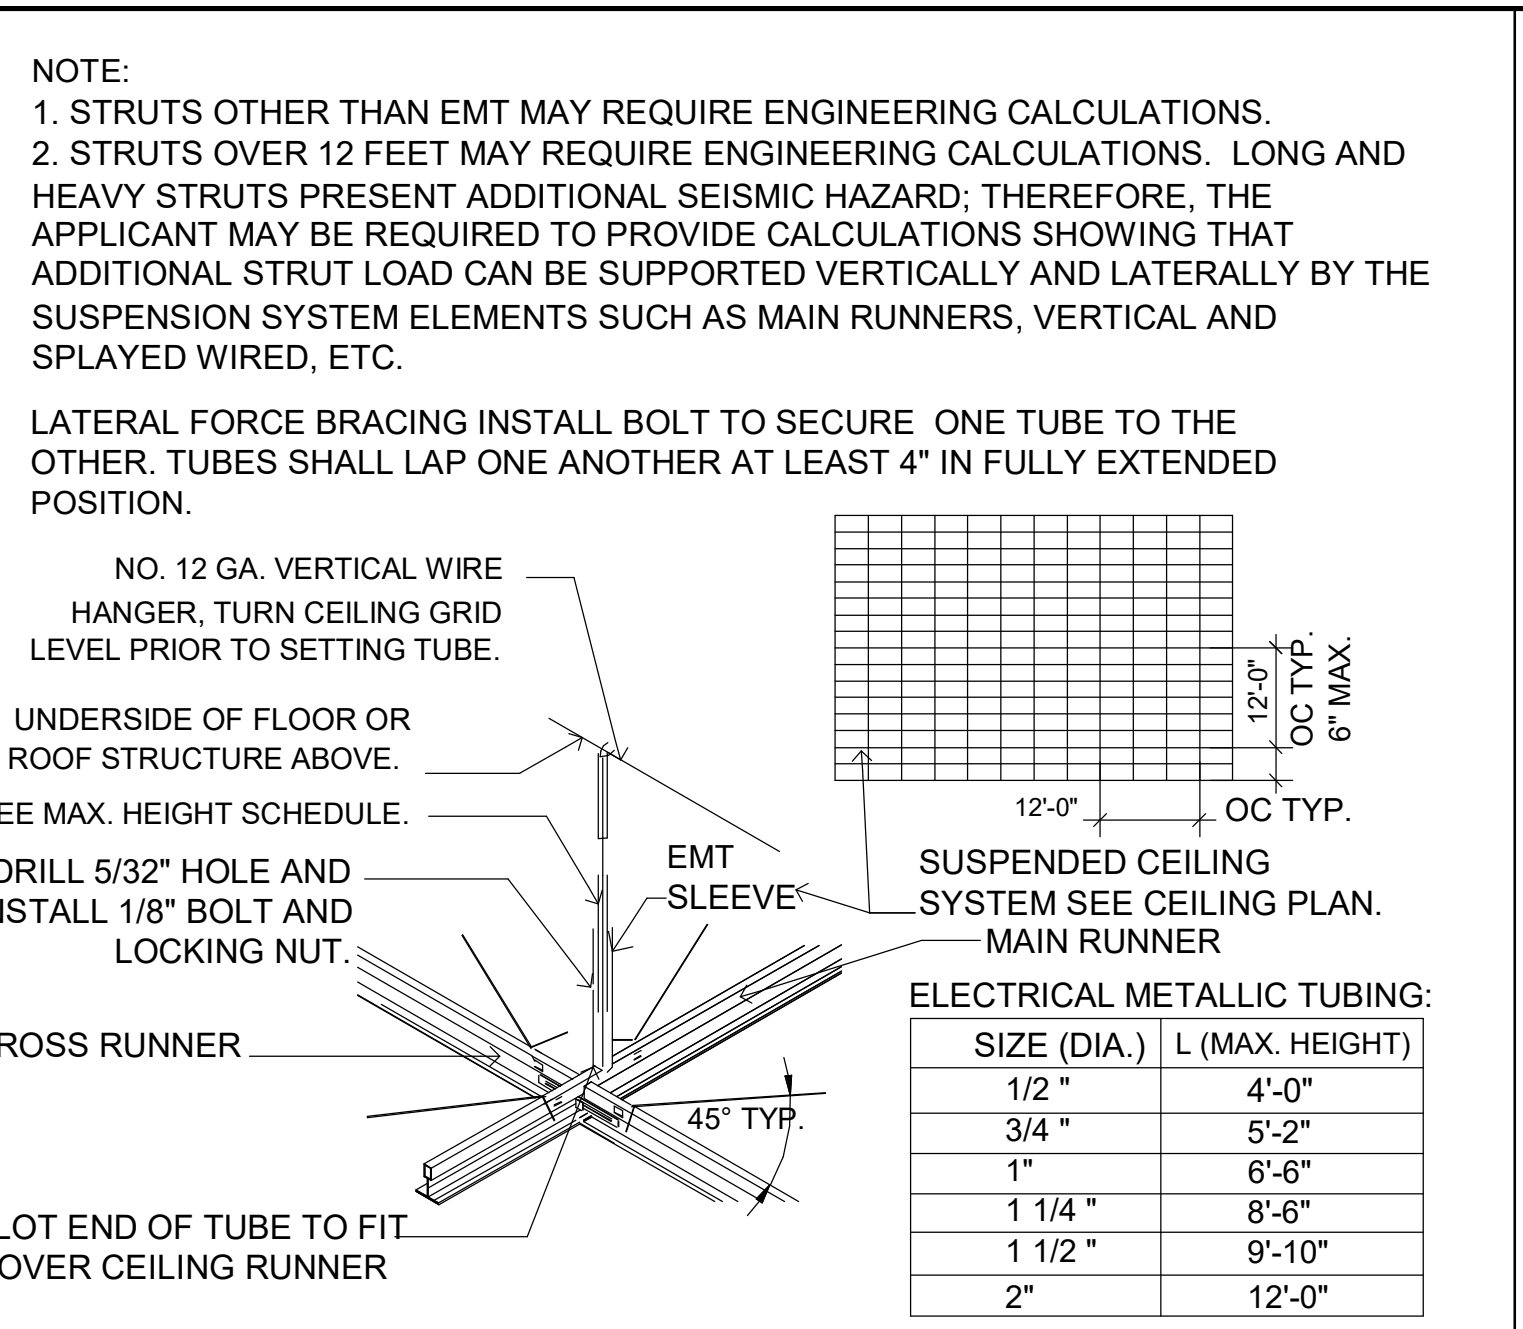 NOTE:
1. STRUTS OTHER THAN EMT MAY REQUIRE ENGINEERING CALCULATIONS.
2. STRUTS OVER 12 FEET MAY REQUIRE ENGINEERING CALCULATIONS. LONG AND
HEAVY STRUTS PRESENT ADDITIONAL SEISMIC HAZARD; THEREFORE, THE
APPLICANT MAY BE REQUIRED TO PROVIDE CALCULATIONS SHOWING THAT
ADDITIONAL STRUT LOAD CAN BE SUPPORTED VERTICALLY AND LATERALLY BY THE
SUSPENSION SYSTEM ELEMENTS SUCH AS MAIN RUNNERS, VERTICAL AND
SPLAYED WIRED, ETC.
LATERAL FORCE BRACING INSTALL BOLT TO SECURE ONE TUBE TO THE
OTHER. TUBES SHALL LAP ONE ANOTHER AT LEAST 4" IN FULLY EXTENDED
POSITION.
NO. 12 GA. VERTICAL WIRE
HANGER, TURN CEILING GRID
LEVEL PRIOR TO SETTING TUBE.
UNDERSIDE OF FLOOR OR
ROOF STRUCTURE ABOVE.
EE MAX. HEIGHT SCHEDULE.
DRILL 5/32" HOLE AND
NSTALL 1/8" BOLT AND
LOCKING NUT.
ROSS RUNNER
LOT END OF TUBE TO FIT
OVER CEILING RUNNER
EMT
SLEEVE
45° TYP.
12'-0"
OC TYP.
6" MAX.
12'-0" OC TYP.
SUSPENDED CEILING
SYSTEM SEE CEILING PLAN.
MAIN RUNNER
ELECTRICAL METALLIC TUBING:
SIZE (DIA.) L (MAX. HEIGHT)
1/2 " 4'-0"
3/4 " 5'-2"
1" 6'-6"
1 1/4 " 8'-6"
1 1/2 " 9'-10"
2" 12'-0"